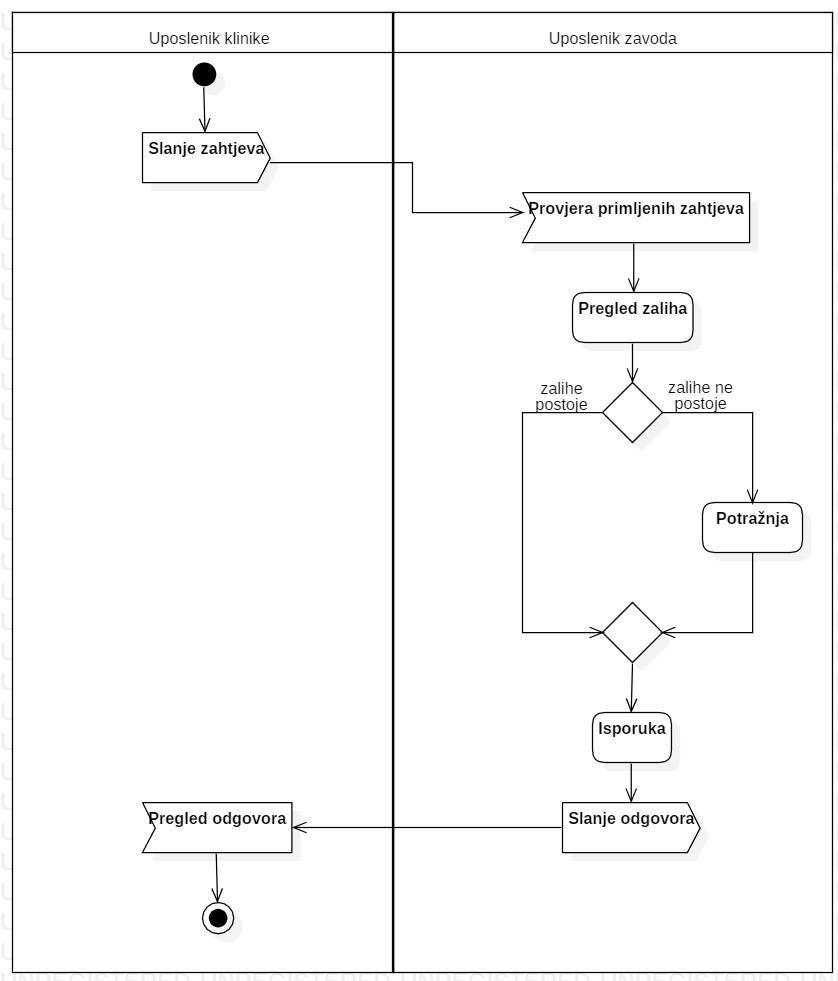 Uposlenik klinike
Uposlenik zavoda
Slanje zahtjeva
Provjera primljenih zahtjeva
Pregled zaliha
zalihe
postoje
zalihe ne
postoje
Potražnja
Isporuka
Pregled odgovora
Slanje odgovora
UNREGISTERED UNREGISTERED UNREGISTERED UNREGISTERED UN